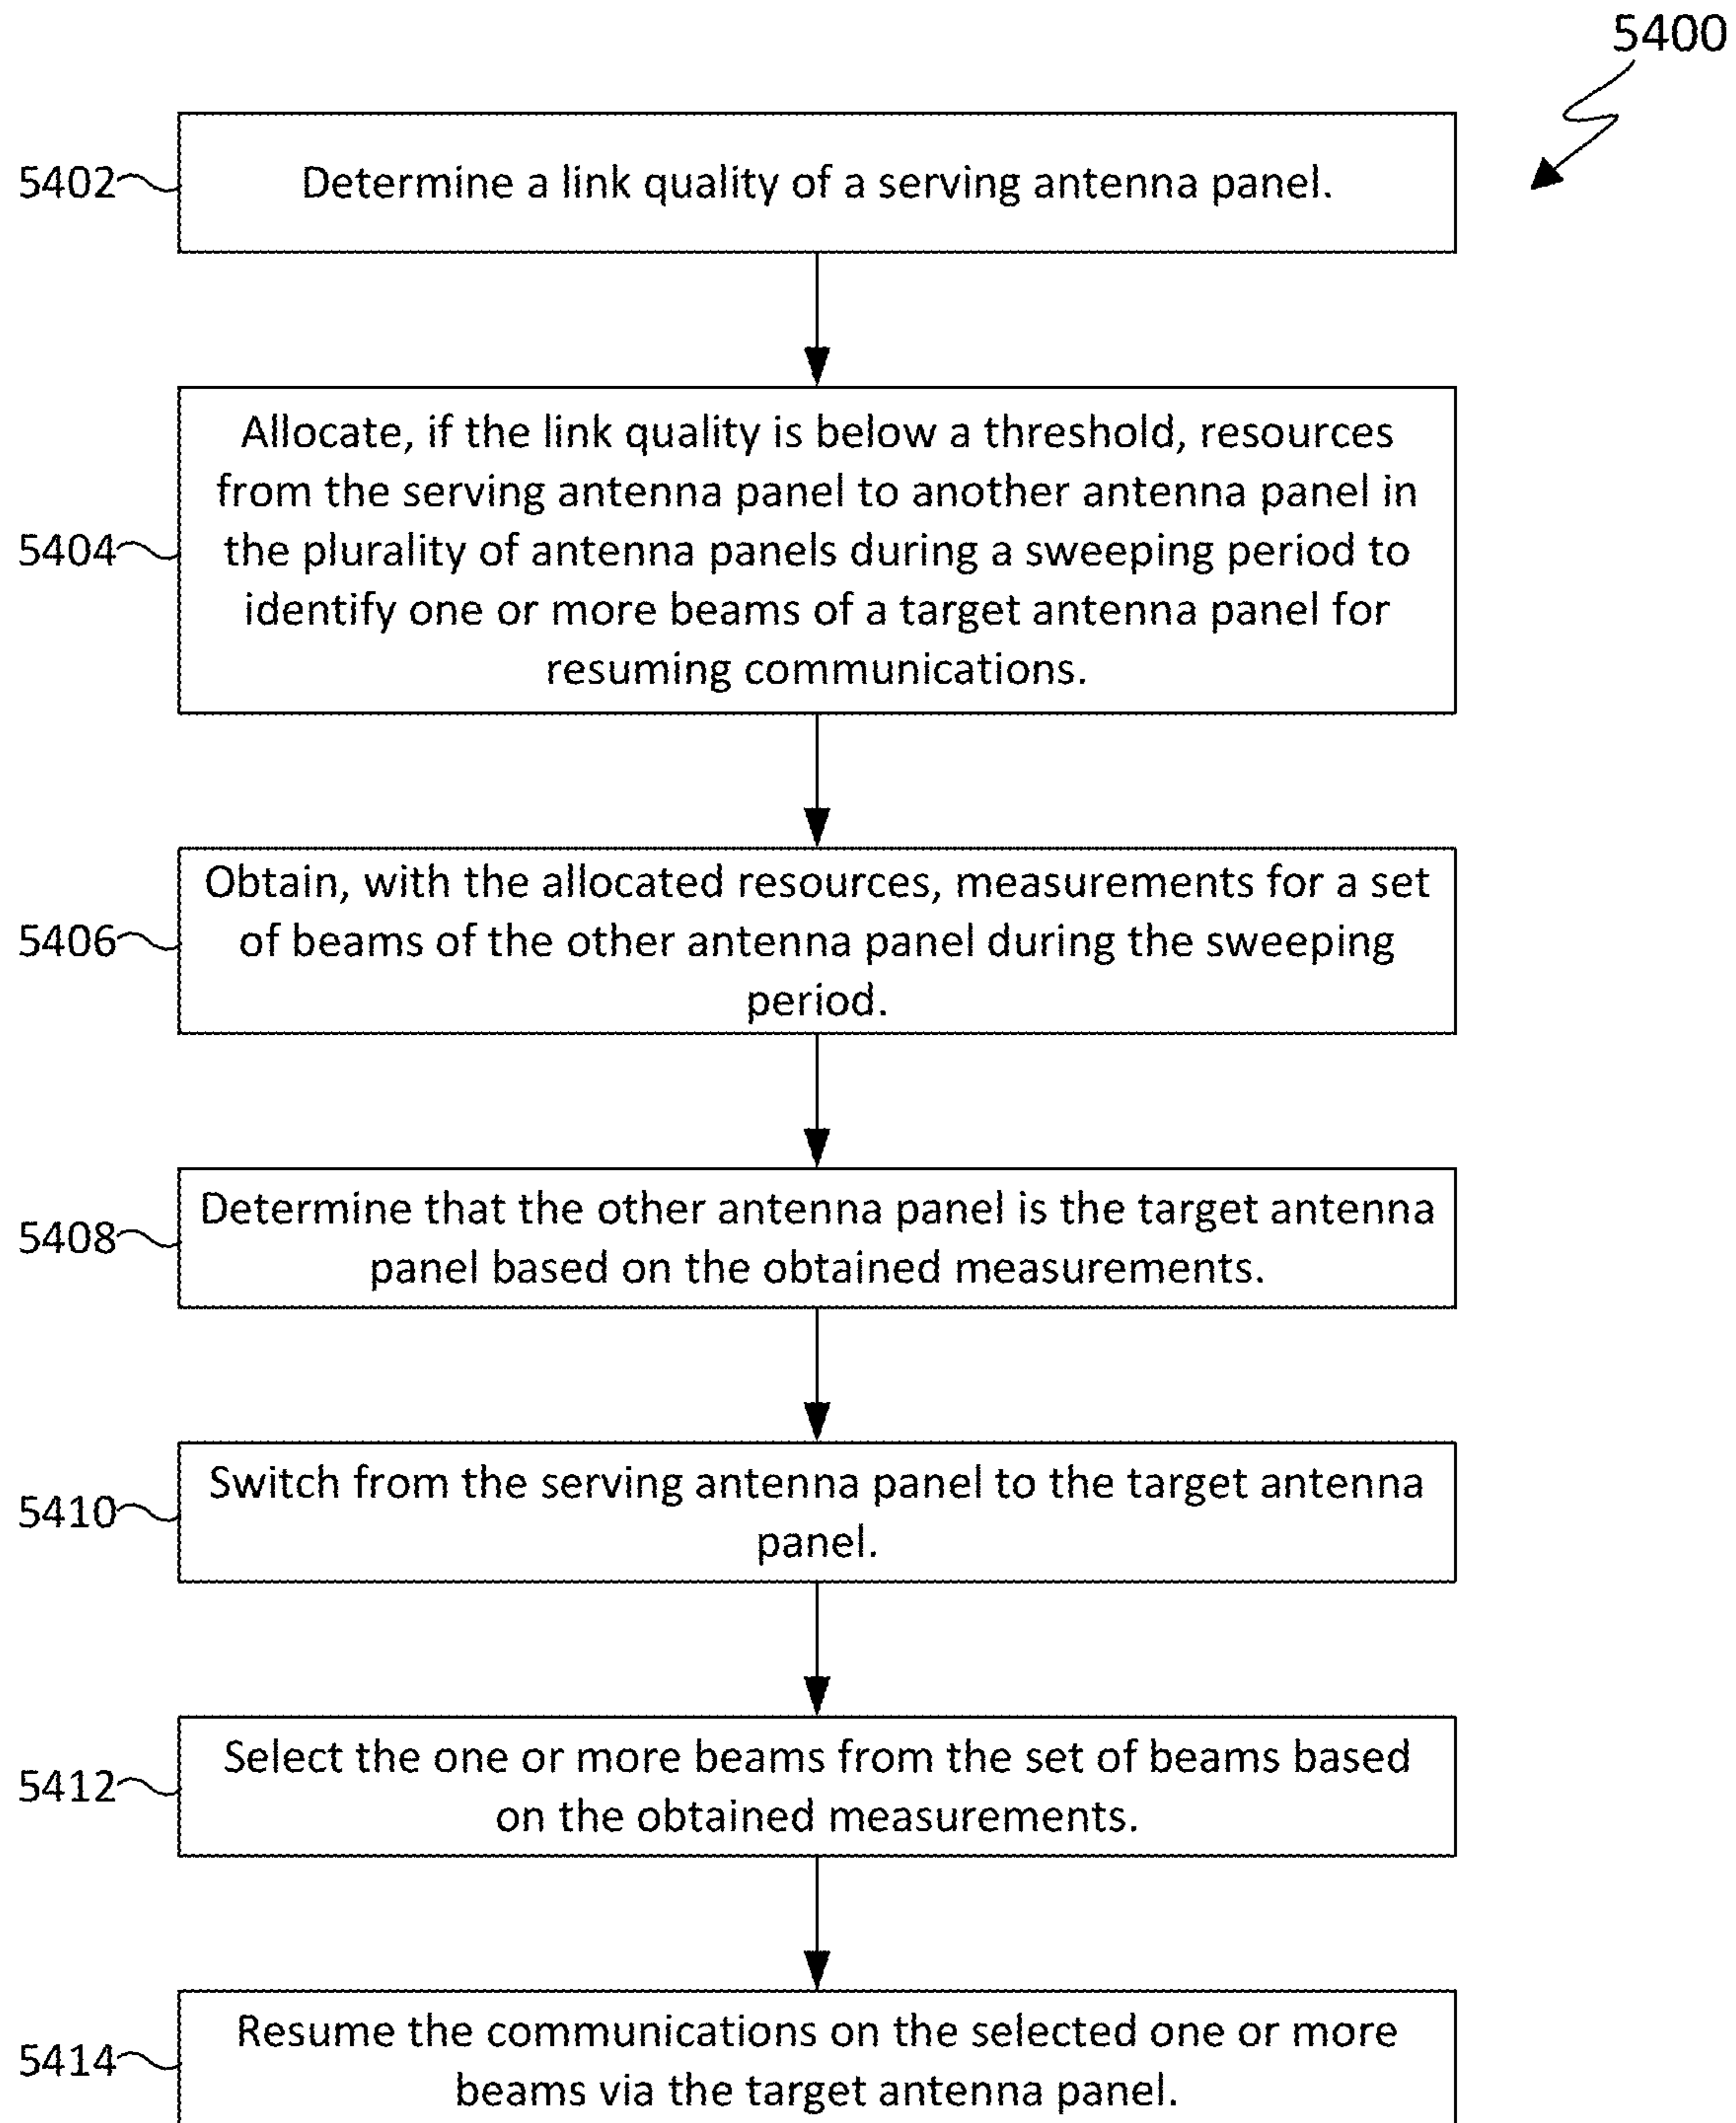 5400
5402
Determine a link quality of a serving antenna panel.
5404
Allocate, if the link quality is below a threshold, resources
from the serving antenna panel to another antenna panel in
the plurality of antenna panels during a sweeping period to
identify one or more beams of a target antenna panel for
resuming communications.
5406
Obtain, with the allocated resources, measurements for a set
of beams of the other antenna panel during the sweeping
period.
5408
Determine that the other antenna panel is the target antenna
panel based on the obtained measurements.
5410
Switch from the serving antenna panel to the target antenna
panel.
5412
Select the one or more beams from the set of beams based
on the obtained measurements.
5414
Resume the communications on the selected one or more
beams via the target antenna panel.